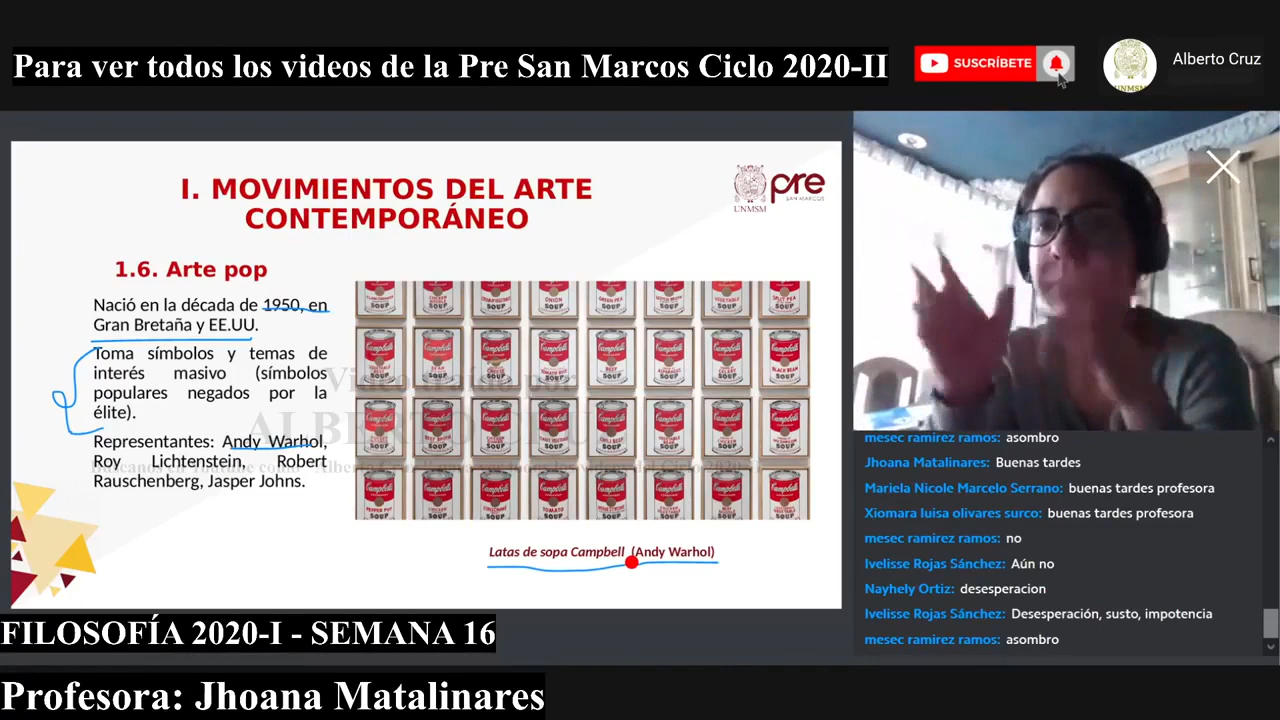 Para ver todos los videos de la Pre San Marcos Ciclo 2020-II
SUSCRÍBETE
UNMSM
Alberto Cruz
I. MOVIMIENTOS DEL ARTE
CONTEMPORÁNEO
UNMSM
pre
SAN MARCOS
1.6. Arte pop
Nació en la década de 1950, en
Gran Bretaña y EE.UU.
Toma símbolos y temas de
interés masivo (símbolos
populares negados por la
élite).
Representantes: Andy Warhol,
Roy Lichtenstein, Robert
Rauschenberg, Jasper Johns.
Latas de sopa Campbell (Andy Warhol)
mesec ramirez ramos: asombro
Jhoana Matalinares: Buenas tardes
Mariela Nicole Marcelo Serrano: buenas tardes profesora
Xiomara luisa olivares surco: buenas tardes profesora
mesec ramirez ramos: no
Ivelisse Rojas Sánchez: Aún no
Nayhely Ortiz: desesperacion
Ivelisse Rojas Sánchez: Desesperación, susto, impotencia
mesec ramirez ramos: asombro
FILOSOFÍA 2020-I - SEMANA 16
Profesora: Jhoana Matalinares